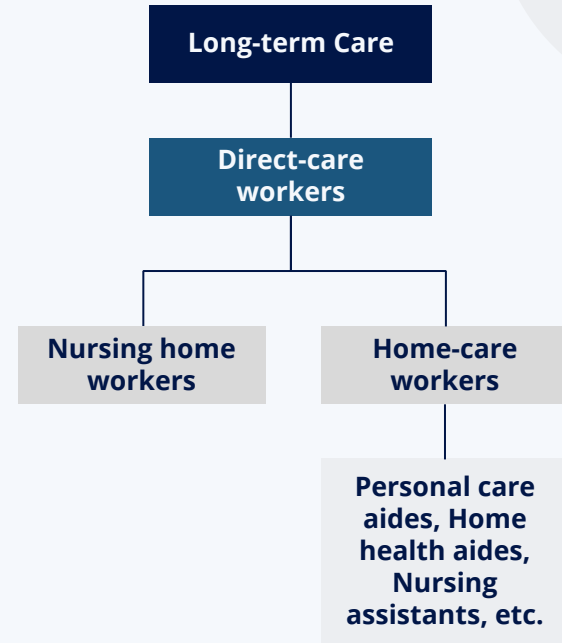 Long-term Care
Direct-care
workers
Nursing home
workers
Home-care
workers
Personal care
aides, Home
health aides,
Nursing
assistants, etc.